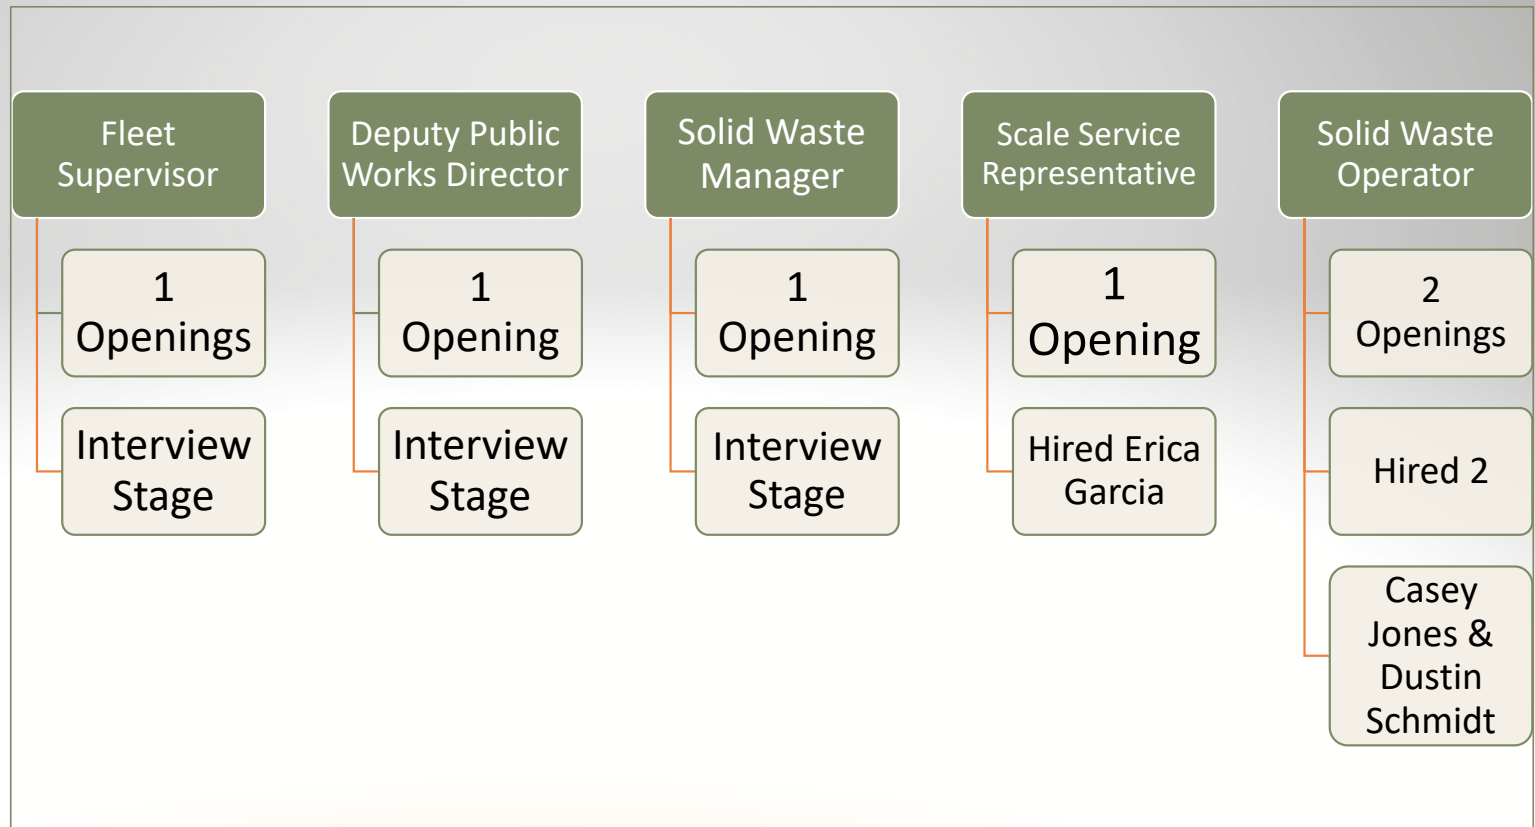 Fleet
Supervisor
1
Openings
Interview
Stage
Deputy Public
Works Director
1
Opening
Interview
Stage
Solid Waste
Manager
1
Opening
Interview
Stage
Scale Service
Representative
1
Opening
Hired Erica
Garcia
Solid Waste
Operator
2
Openings
Hired 2
Casey
Jones &
Dustin
Schmidt